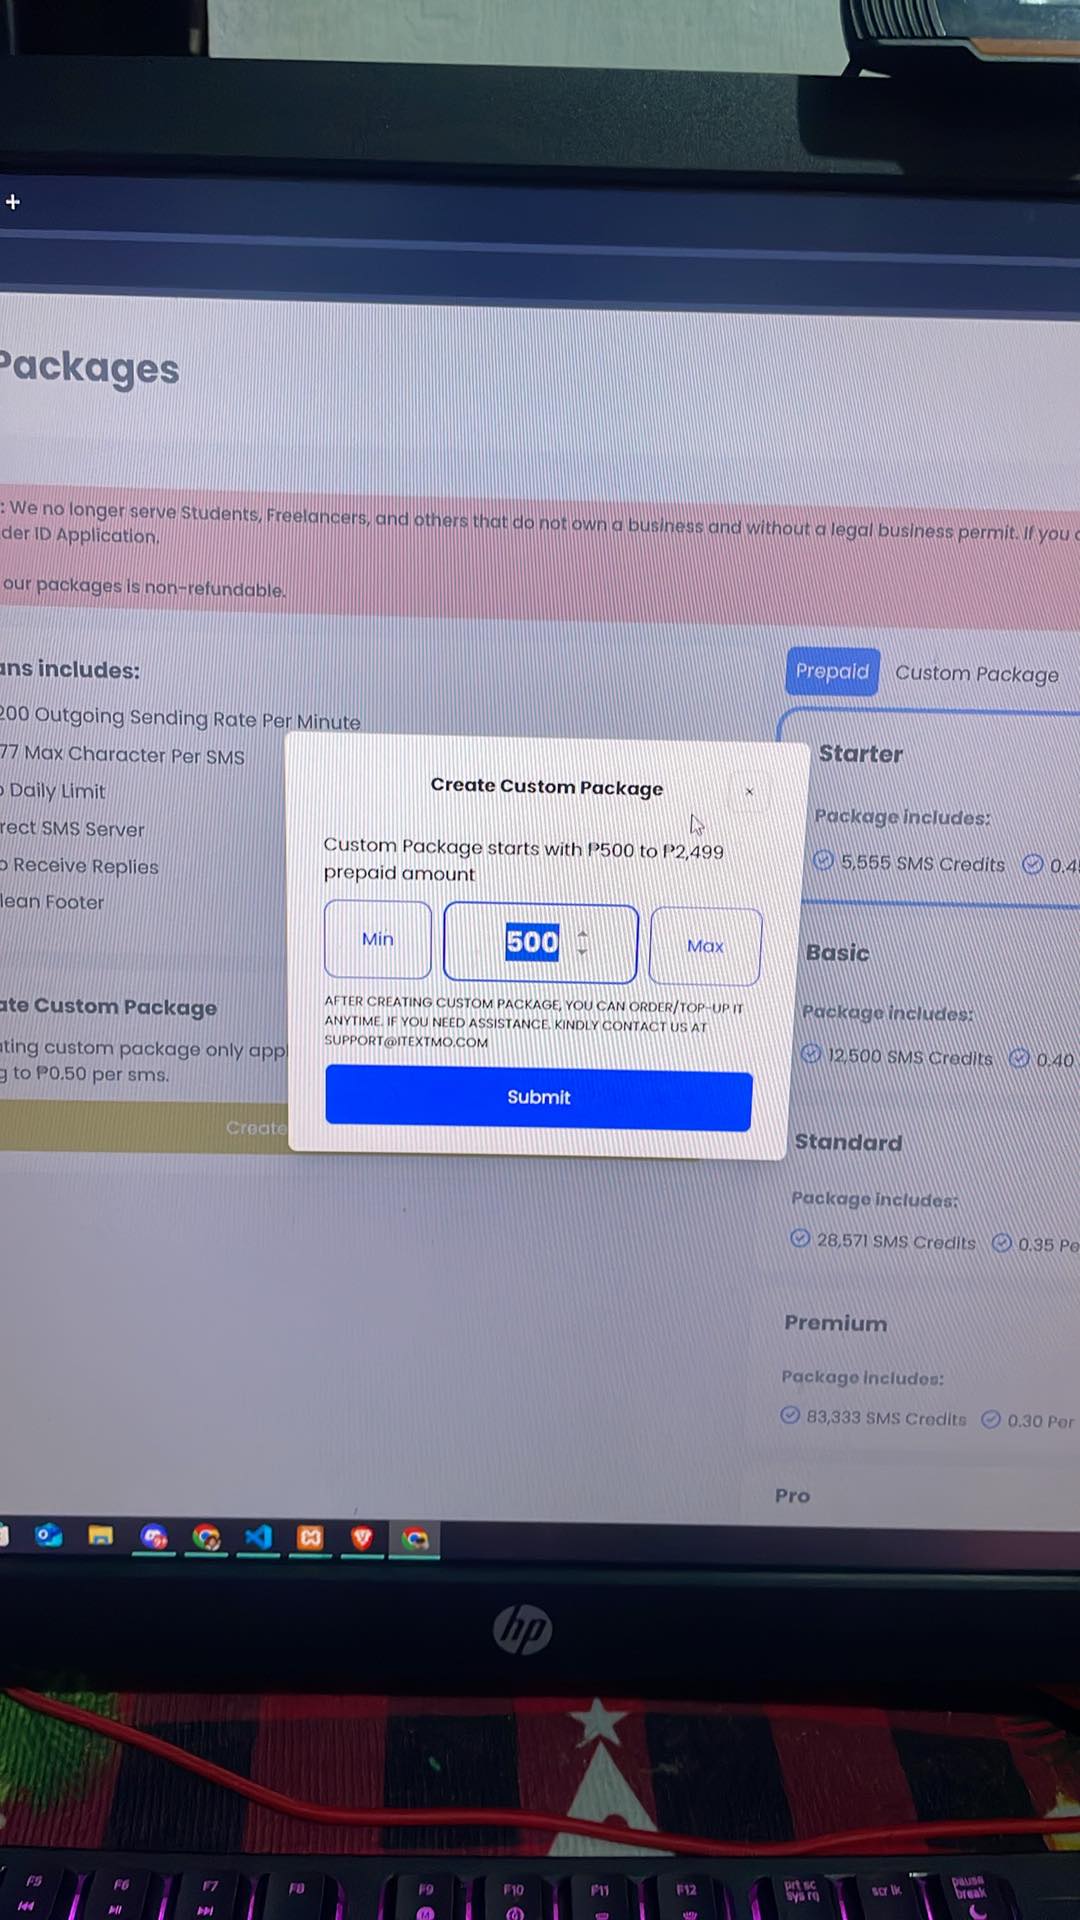 +
Packages
: We no longer serve Students, Freelancers, and others that do not own a business and without a legal business permit. If you
der ID Application.
our packages is non-refundable.
ans includes:
200 Outgoing Sending Rate Per Minute
77 Max Character Per SMS
o Daily Limit
rect SMS Server
o Receive Replies
lean Footer
ate Custom Package
ating custom package only app
g to ₱0.50 per sms.
Create
Create Custom Package
×
Custom Package starts with ₱500 to ₱2,499
prepaid amount
Min
500
Max
AFTER CREATING CUSTOM PACKAGE, YOU CAN ORDER/TOP-UP IT
ANYTIME. IF YOU NEED ASSISTANCE. KINDLY CONTACT US AT
SUPPORT@ITEXTMO.COM
Submit
Prepaid
Custom Package
Starter
Package includes:
5,555 SMS Credits
0.4
Basic
Package includes:
12,500 SMS Credits
0.40
Standard
Package includes:
28,571 SMS Credits
0.35 Pe
Premium
Package includes:
83,333 SMS Credits
0.30 Per
Pro
hp
F5
F6
F7
F8
F9
F10
F11
F12
prt sc
sys rq
scr lk
pause
break